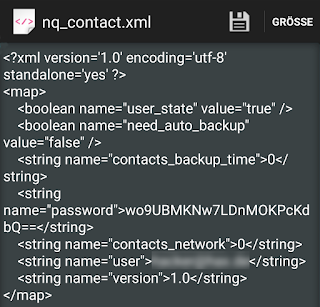 nq_contact.xml
GRÖSSE
<?xml version='1.0' encoding='utf-8'
standalone='yes' ?>
<map>
<boolean name="user_state" value="true" />
<boolean name="need_auto_backup"
value="false" />
<string name="contacts_backup_time">0</
string>
<string
name="password">wo9UBMKNw7LDnMOKPcKd
bQ==</string>
<string name="contacts_network">0</string>
<string name="user"></string>
<string name="version">1.0</string>
</map>